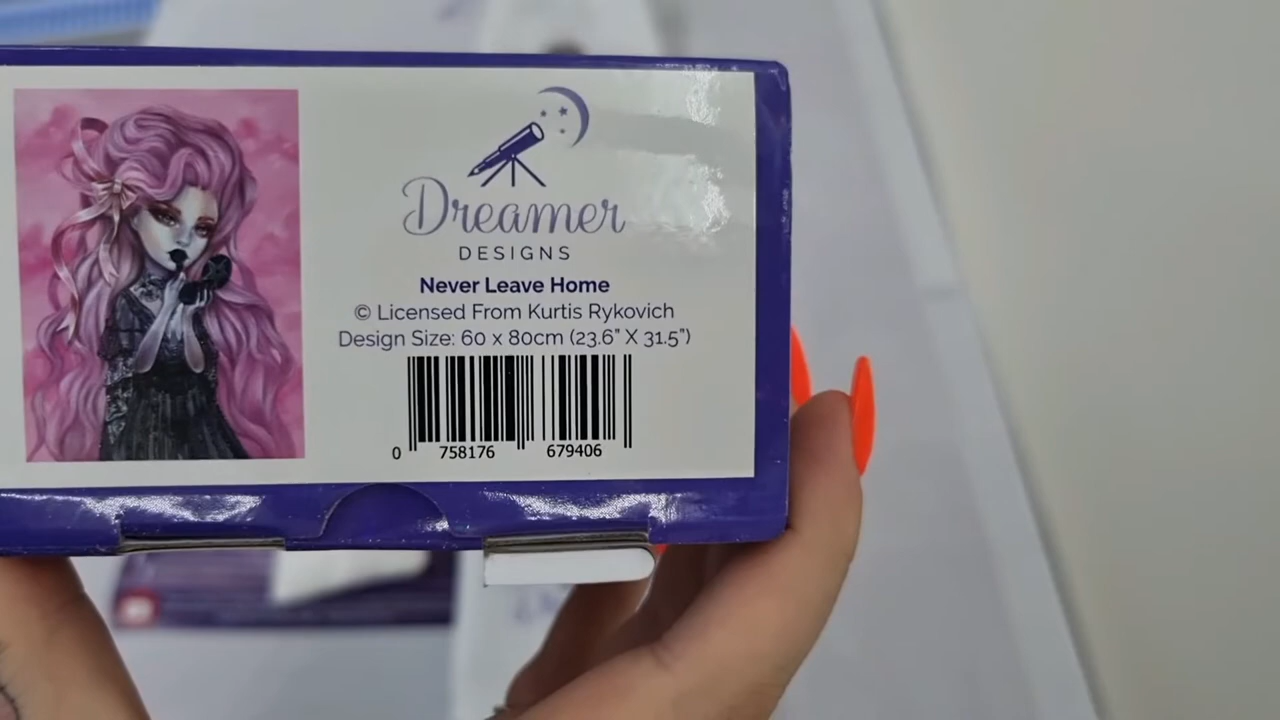 Dreamer
DESIGNS
Never Leave Home
© Licensed From Kurtis Rykovich
Design Size: 60 x 80cm (23.6” X 31.5”)
0 758176 679406